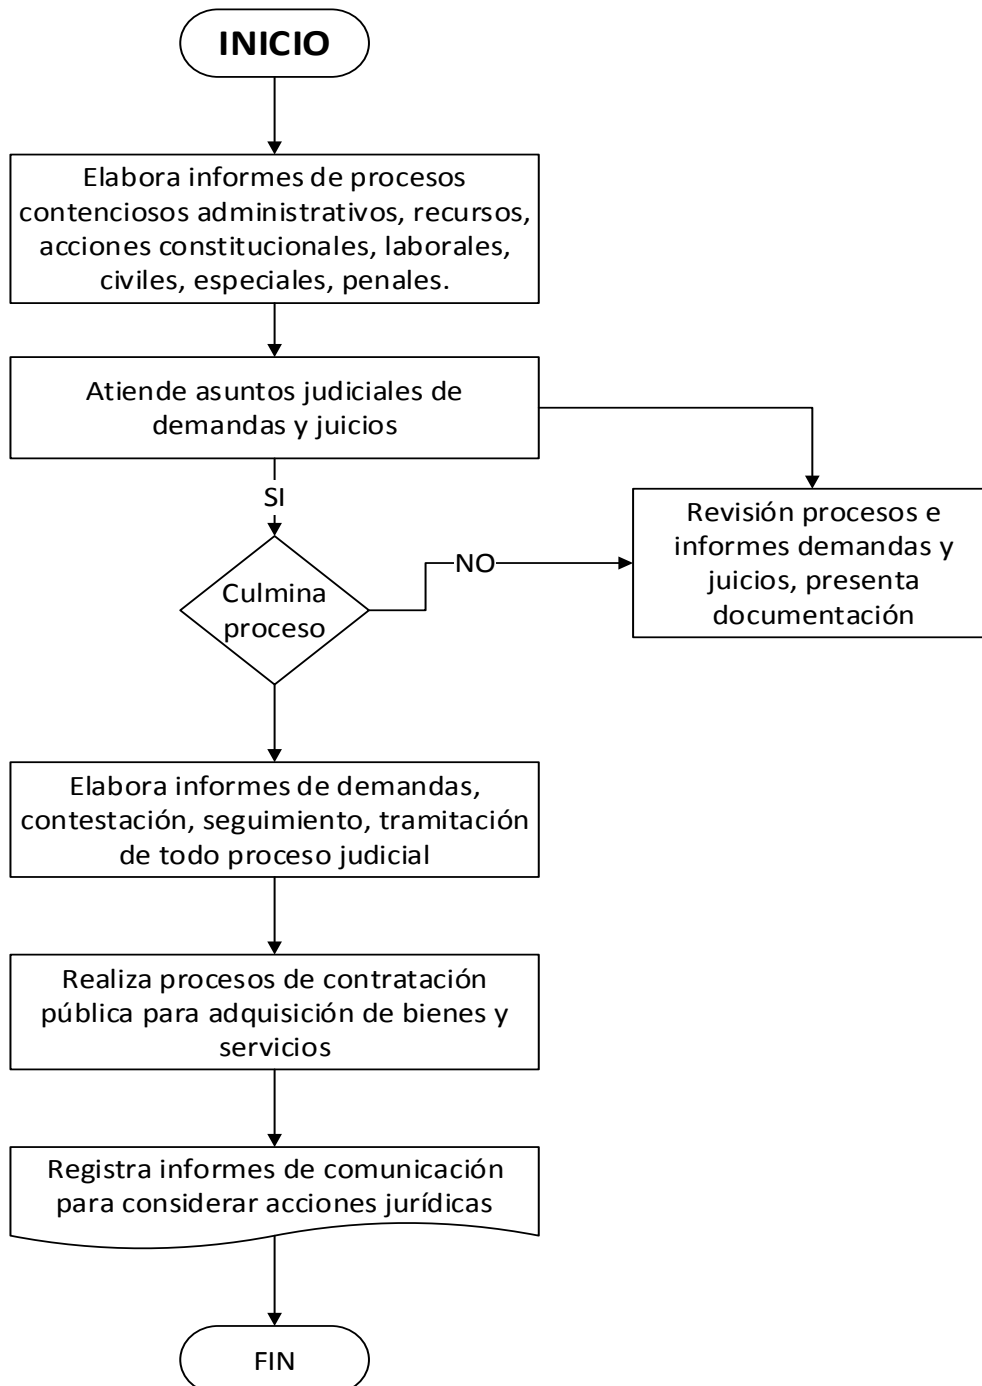 INICIO
Elabora informes de procesos
contenciosos administrativos, recursos,
acciones constitucionales, laborales,
civiles, especiales, penales.
Atiende asuntos judiciales de
demandas y juicios
SI
Revisión procesos e
informes demandas y
juicios, presenta
documentación
NO
Culmina
proceso
Elabora informes de demandas,
contestación, seguimiento, tramitación
de todo proceso judicial
Realiza procesos de contratación
pública para adquisición de bienes y
servicios
Registra informes de comunicación
para considerar acciones jurídicas
FIN